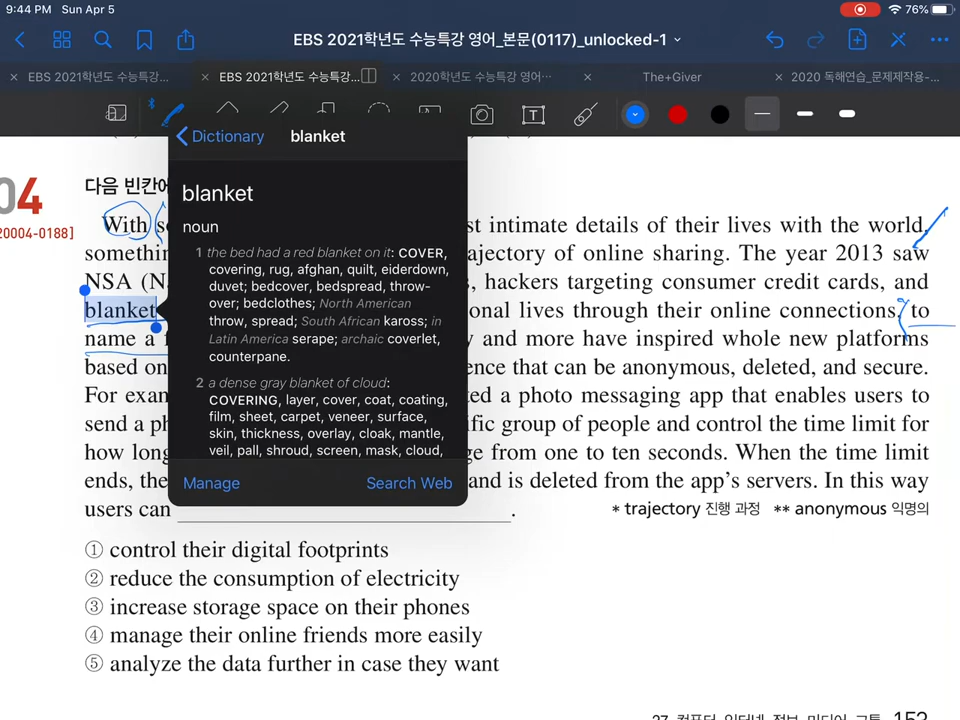 9:44 PM Sun Apr 5 76%
EBS 2021학년도 수능특강 영어_본문(0117)_unlocked-1
EBS 2021학년도 수능특강...
EBS 2021학년도 수능특강...
2020학년도 수능특강 영어...
The+Giver
2020 독해연습_문제제작용-...
Dictionary blanket
blanket
noun
1 the bed had a red blanket on it: COVER,
covering, rug, afghan, quilt, eiderdown,
duvet; bedcover, bedspread, throw-
over; bedclothes; North American
throw, spread; South African kaross; in
Latin America serape; archaic coverlet,
counterpane.
2 a dense gray blanket of cloud:
COVERING, layer, cover, coat, coating,
film, sheet, carpet, veneer, surface,
skin, thickness, overlay, cloak, mantle,
veil, pall, shroud, screen, mask, cloud,
Manage Search Web
04
20004-0188]
다음 빈칸에
With st intimate details of their lives with the world,
somethin ajectory of online sharing. The year 2013 saw
NSA (N , hackers targeting consumer credit cards, and
blanket onal lives through their online connections, to
name a f y and more have inspired whole new platforms
based on ence that can be anonymous, deleted, and secure.
For exam ted a photo messaging app that enables users to
send a ph ific group of people and control the time limit for
how long ge from one to ten seconds. When the time limit
ends, the and is deleted from the app's servers. In this way
users can .
* trajectory 진행 과정 ** anonymous 익명의
① control their digital footprints
② reduce the consumption of electricity
③ increase storage space on their phones
④ manage their online friends more easily
⑤ analyze the data further in case they want